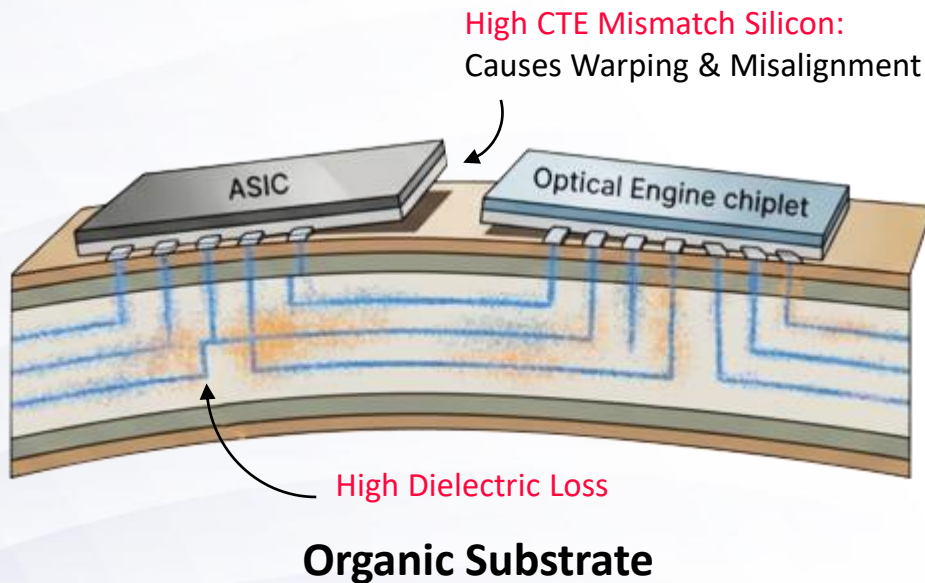 High CTE Mismatch Silicon:
Causes Warping & Misalignment
ASIC
Optical Engine chiplet
High Dielectric Loss
Organic Substrate